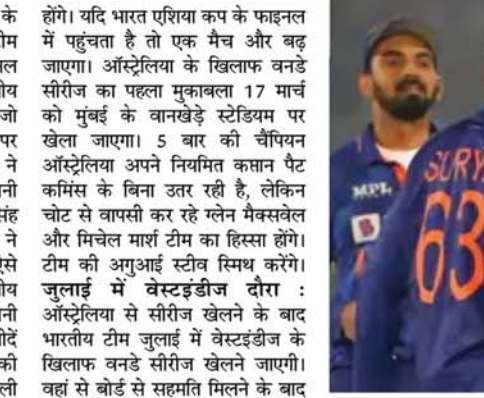 के
ीम
ल
ीय
जो
पर
ने
नी
संह
ने
ऐसे
ीय
नी
ीदें
की
ली
होंगे। यदि भारत एशिया कप के फाइनल
में पहुंचता है तो एक मैच और बढ़
जाएगा। ऑस्ट्रेलिया के खिलाफ वनडे
सीरीज का पहला मुकाबला 17 मार्च
को मुंबई के वानखेड़े स्टेडियम पर
खेला जाएगा। 5 बार की चैंपियन
ऑस्ट्रेलिया अपने नियमित कप्तान पैट
कमिंस के बिना उतर रही है, लेकिन
चोट से वापसी कर रहे ग्लेन मैक्सवेल
और मिचेल मार्श टीम का हिस्सा होंगे।
टीम की अगुआई स्टीव स्मिथ करेंगे।
जुलाई में वेस्टइंडीज दौरा :
ऑस्ट्रेलिया से सीरीज खेलने के बाद
भारतीय टीम जुलाई में वेस्टइंडीज के
खिलाफ वनडे सीरीज खेलने जाएगी।
वहां से बोर्ड से सहमति मिलने के बाद
MPL
SURY
63